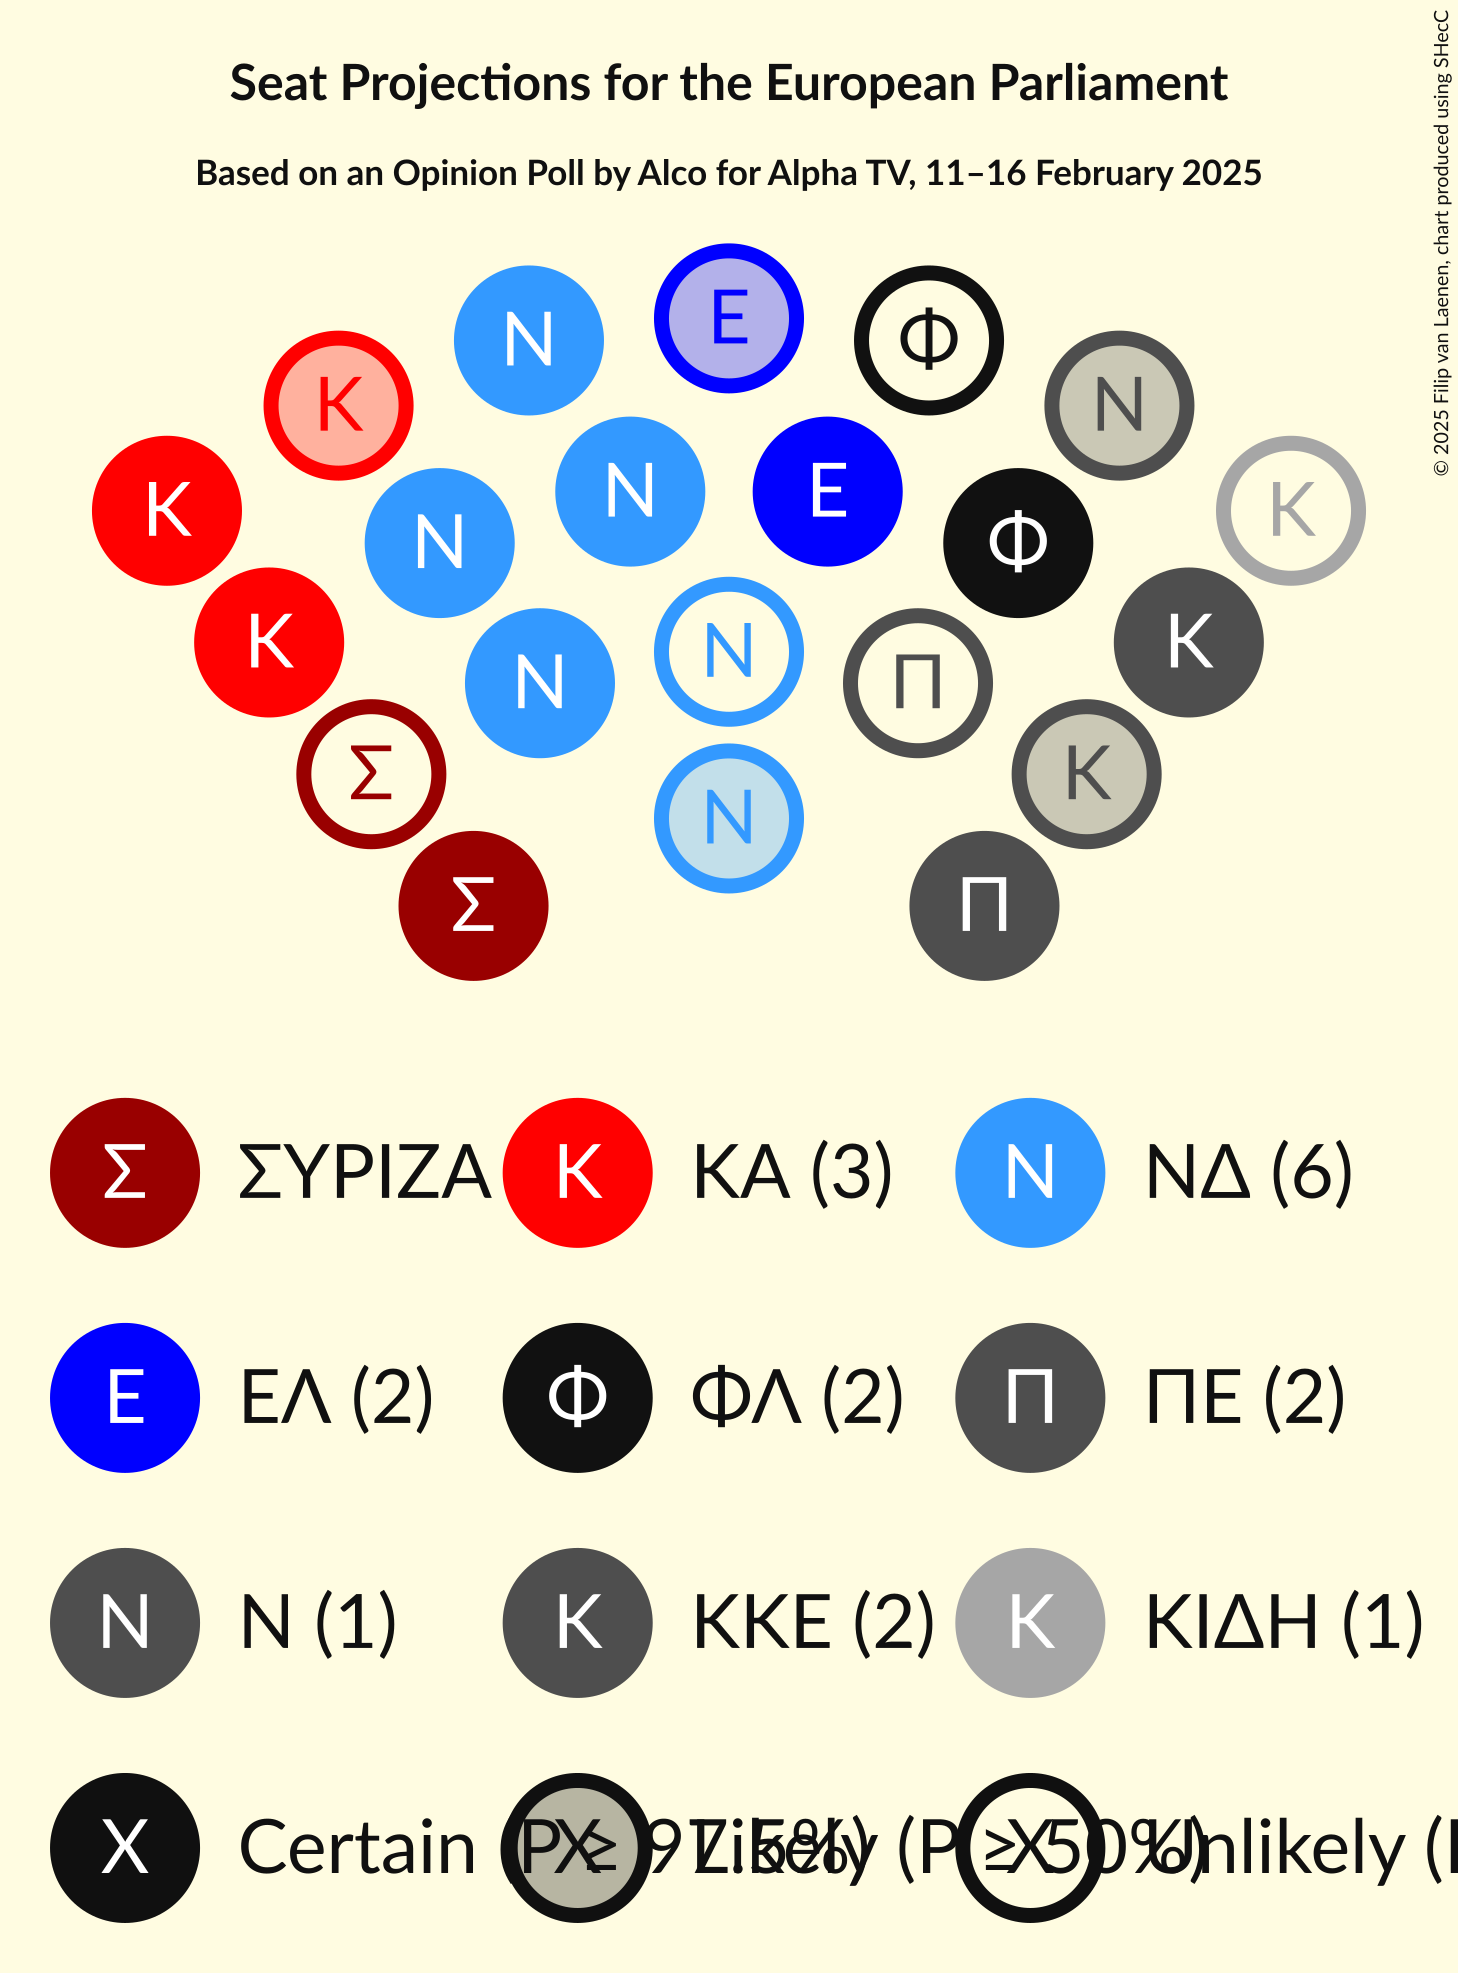 Seat Projections for the European Parliament
Based on an Opinion Poll by Alco for Alpha TV, 11–16 February 2025
© 2025 Filip van Laenen, chart produced using SHecC
Ν Ε Φ
Κ Ν
Κ Ν Ε Κ
Ν Φ
Κ Ν Κ
Ν Π
Σ Κ
Ν
Σ Π
Σ ΣΥΡΙΖΑ Κ ΚΑ (3) Ν ΝΔ (6)
Ε ΕΛ (2) Φ ΦΛ (2) Π ΠΕ (2)
Ν Ν (1) Κ ΚΚΕ (2) Κ ΚΙΔΗ (1)
X Certain (P ≥ 97.5%) X Likely (P ≥ 50%) X Unlikely (